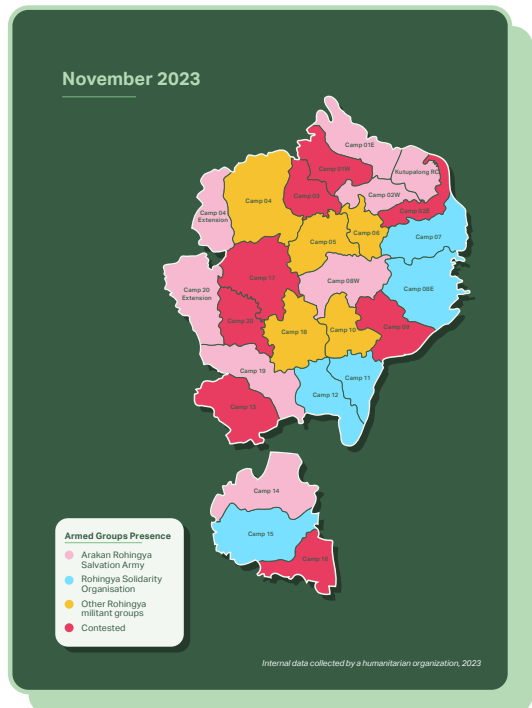 November 2023
Camp 01E
Camp 01W
Kutupalong RC
Camp 03
Camp 02W
Camp 04
Camp 04
Extension
Camp 02E
Camp 06
Camp 07
Camp 05
Camp 17
Camp 08W
Camp 08E
Camp 20
Extension
Camp 20
Camp 18
Camp 10
Camp 09
Camp 19
Camp 11
Camp 12
Camp 13
Camp 14
Camp 15
Camp 16
Armed Groups Presence
Arakan Rohingya
Salvation Army
Rohingya Solidarity
Organisation
Other Rohingya
militant groups
Contested
Internal data collected by a humanitarian organization, 2023